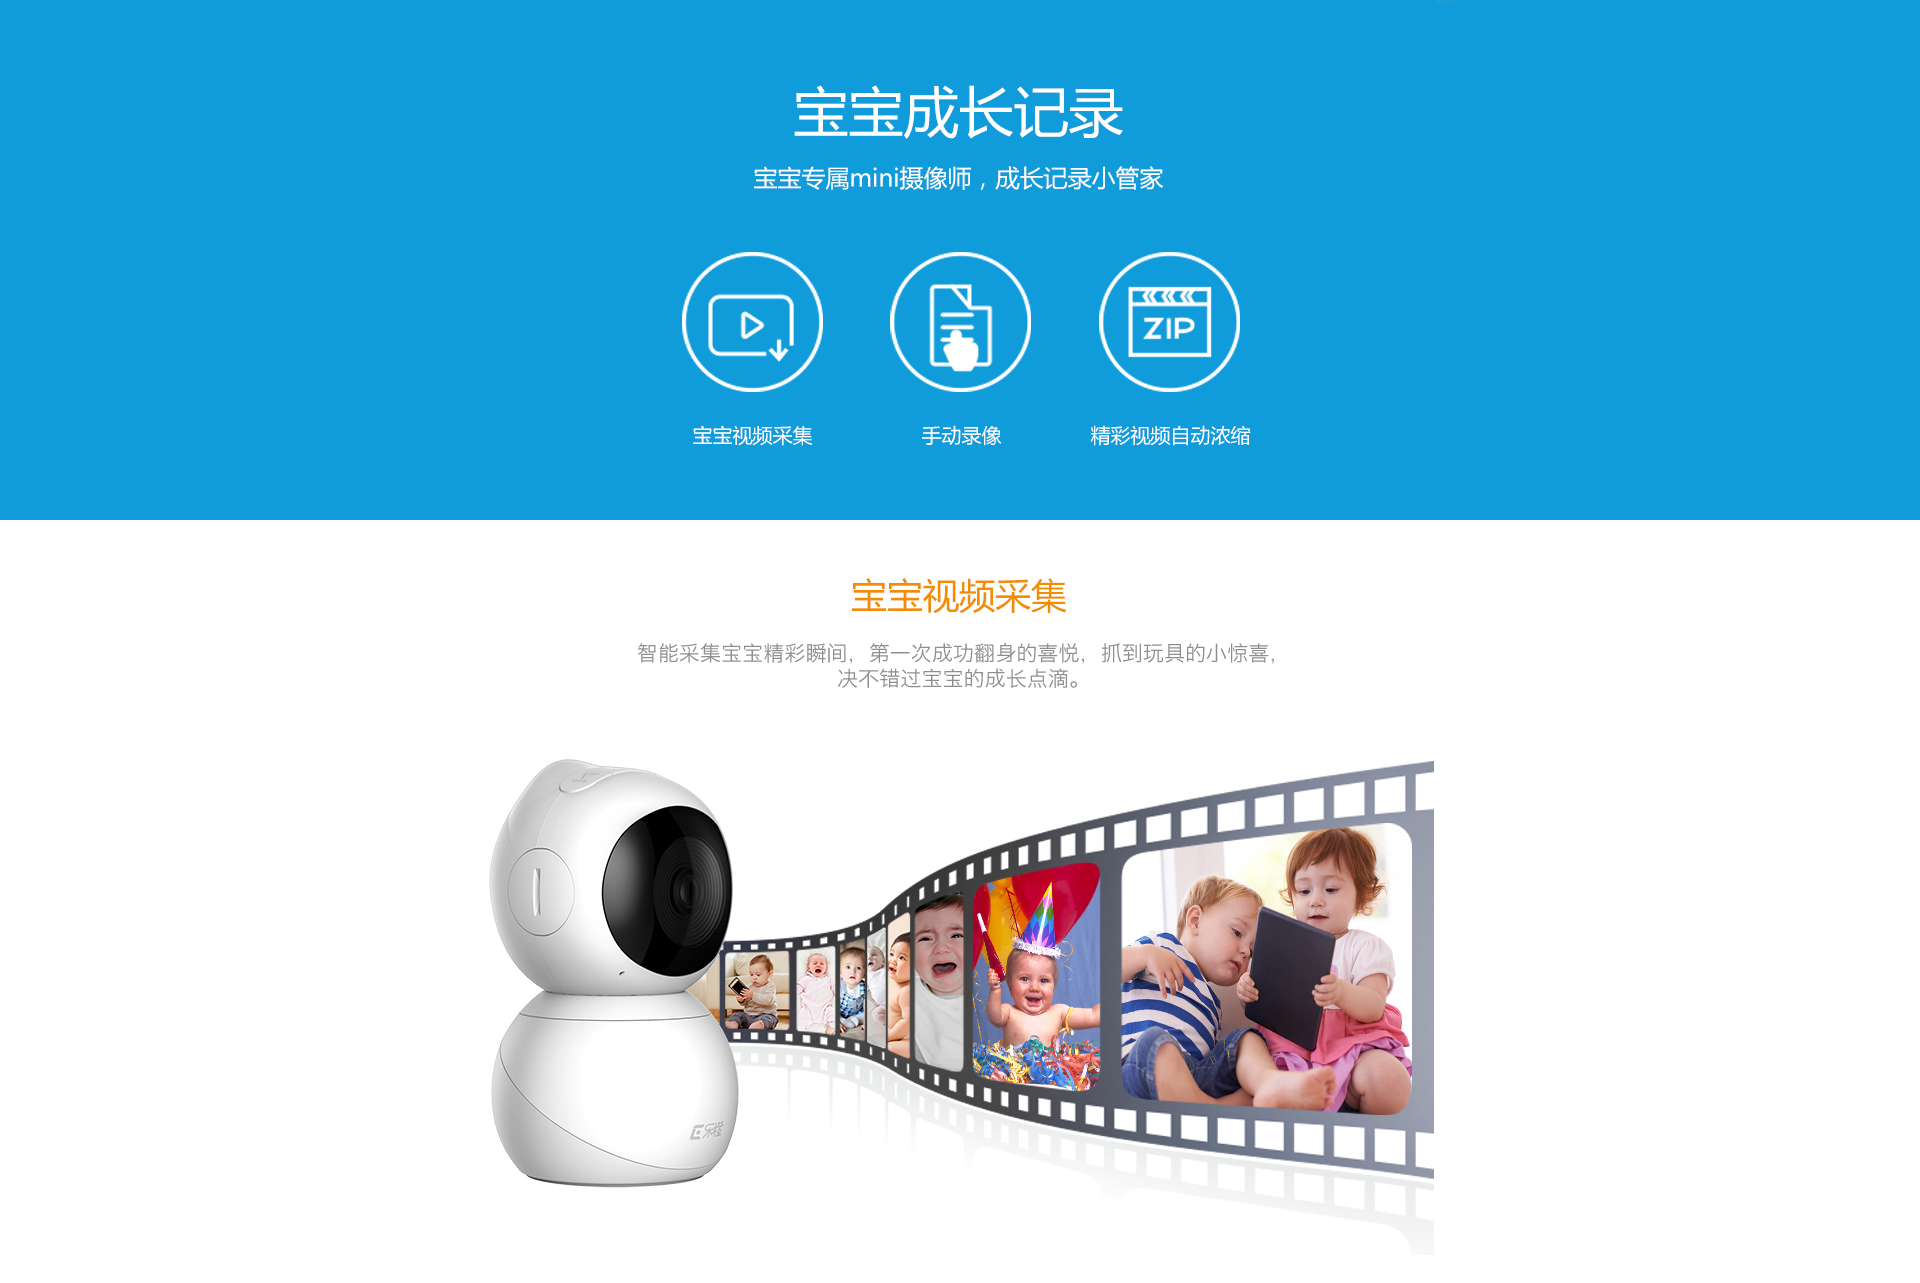 宝宝成长记录
宝宝专属mini摄像师，成长记录小管家
ZIP
宝宝视频采集
手动录像
精彩视频自动浓缩
宝宝视频采集
智能采集宝宝精彩瞬间，第一次成功翻身的喜悦，抓到玩具的小惊喜，
决不错过宝宝的成长点滴。
乐橙